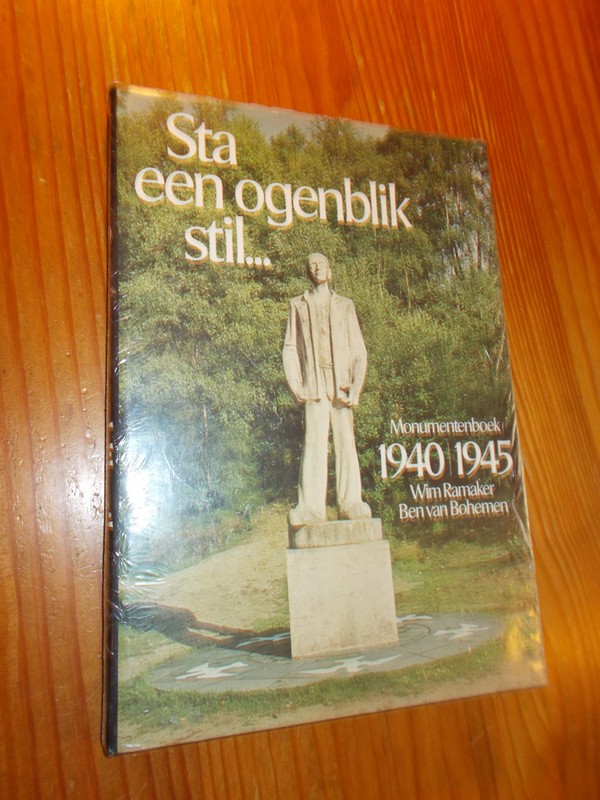 Sta
een ogenblik
stil...
Monumentenboek
1940 1945
Wim Ramaker
Ben van Bohemen